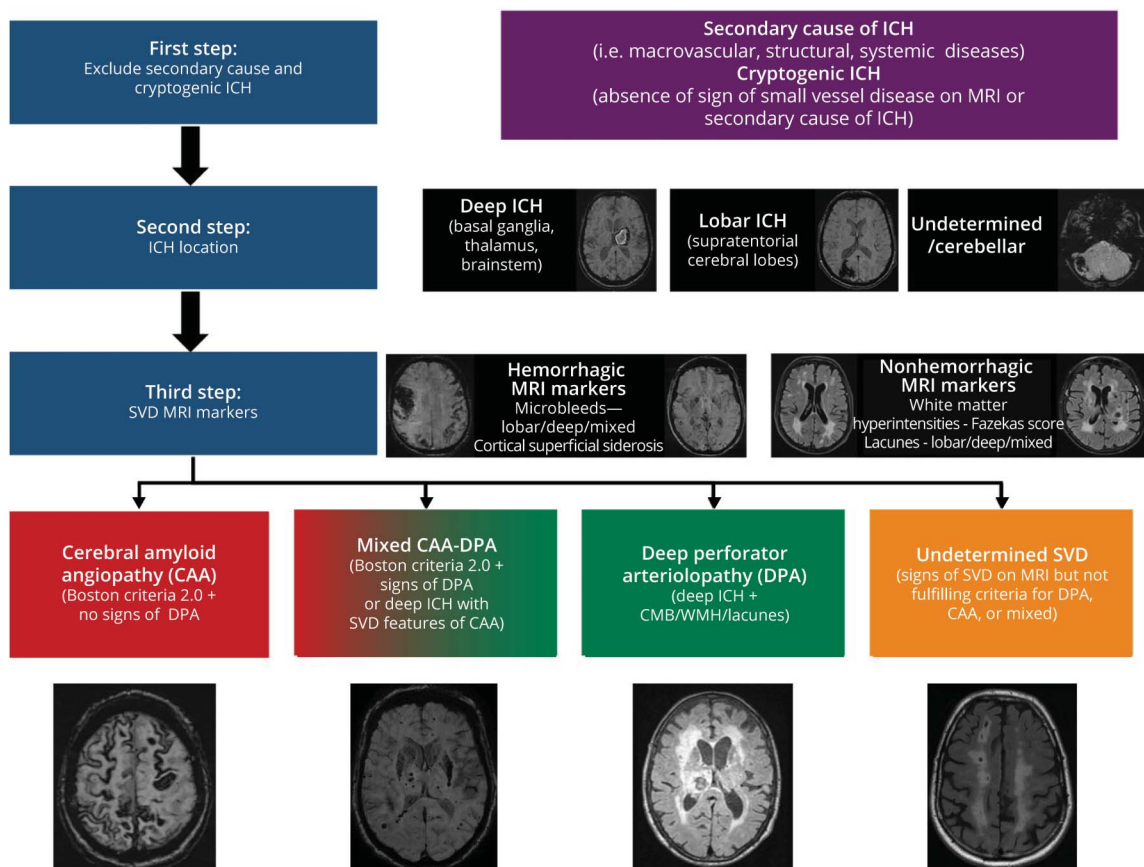 First step:
Exclude secondary cause and
cryptogenic ICH
Secondary cause of ICH
(i.e. macrovascular, structural, systemic diseases)
Cryptogenic ICH
(absence of sign of small vessel disease on MRI or
secondary cause of ICH)
Second step:
ICH location
Deep ICH
(basal ganglia,
thalamus,
brainstem)
Lobar ICH
(supratentorial
cerebral lobes)
Undetermined
/cerebellar
Third step:
SVD MRI markers
Hemorrhagic
MRI markers
Microbleeds—
lobar/deep/mixed
Cortical superficial siderosis
Nonhemorrhagic
MRI markers
White matter
hyperintensities - Fazekas score
Lacunes - lobar/deep/mixed
Cerebral amyloid
angiopathy (CAA)
(Boston criteria 2.0 +
no signs of DPA
Mixed CAA-DPA
(Boston criteria 2.0 +
signs of DPA
or deep ICH with
SVD features of CAA)
Deep perforator
arteriolopathy (DPA)
(deep ICH +
CMB/WMH/lacunes)
Undetermined SVD
(signs of SVD on MRI but not
fulfilling criteria for DPA,
CAA, or mixed)